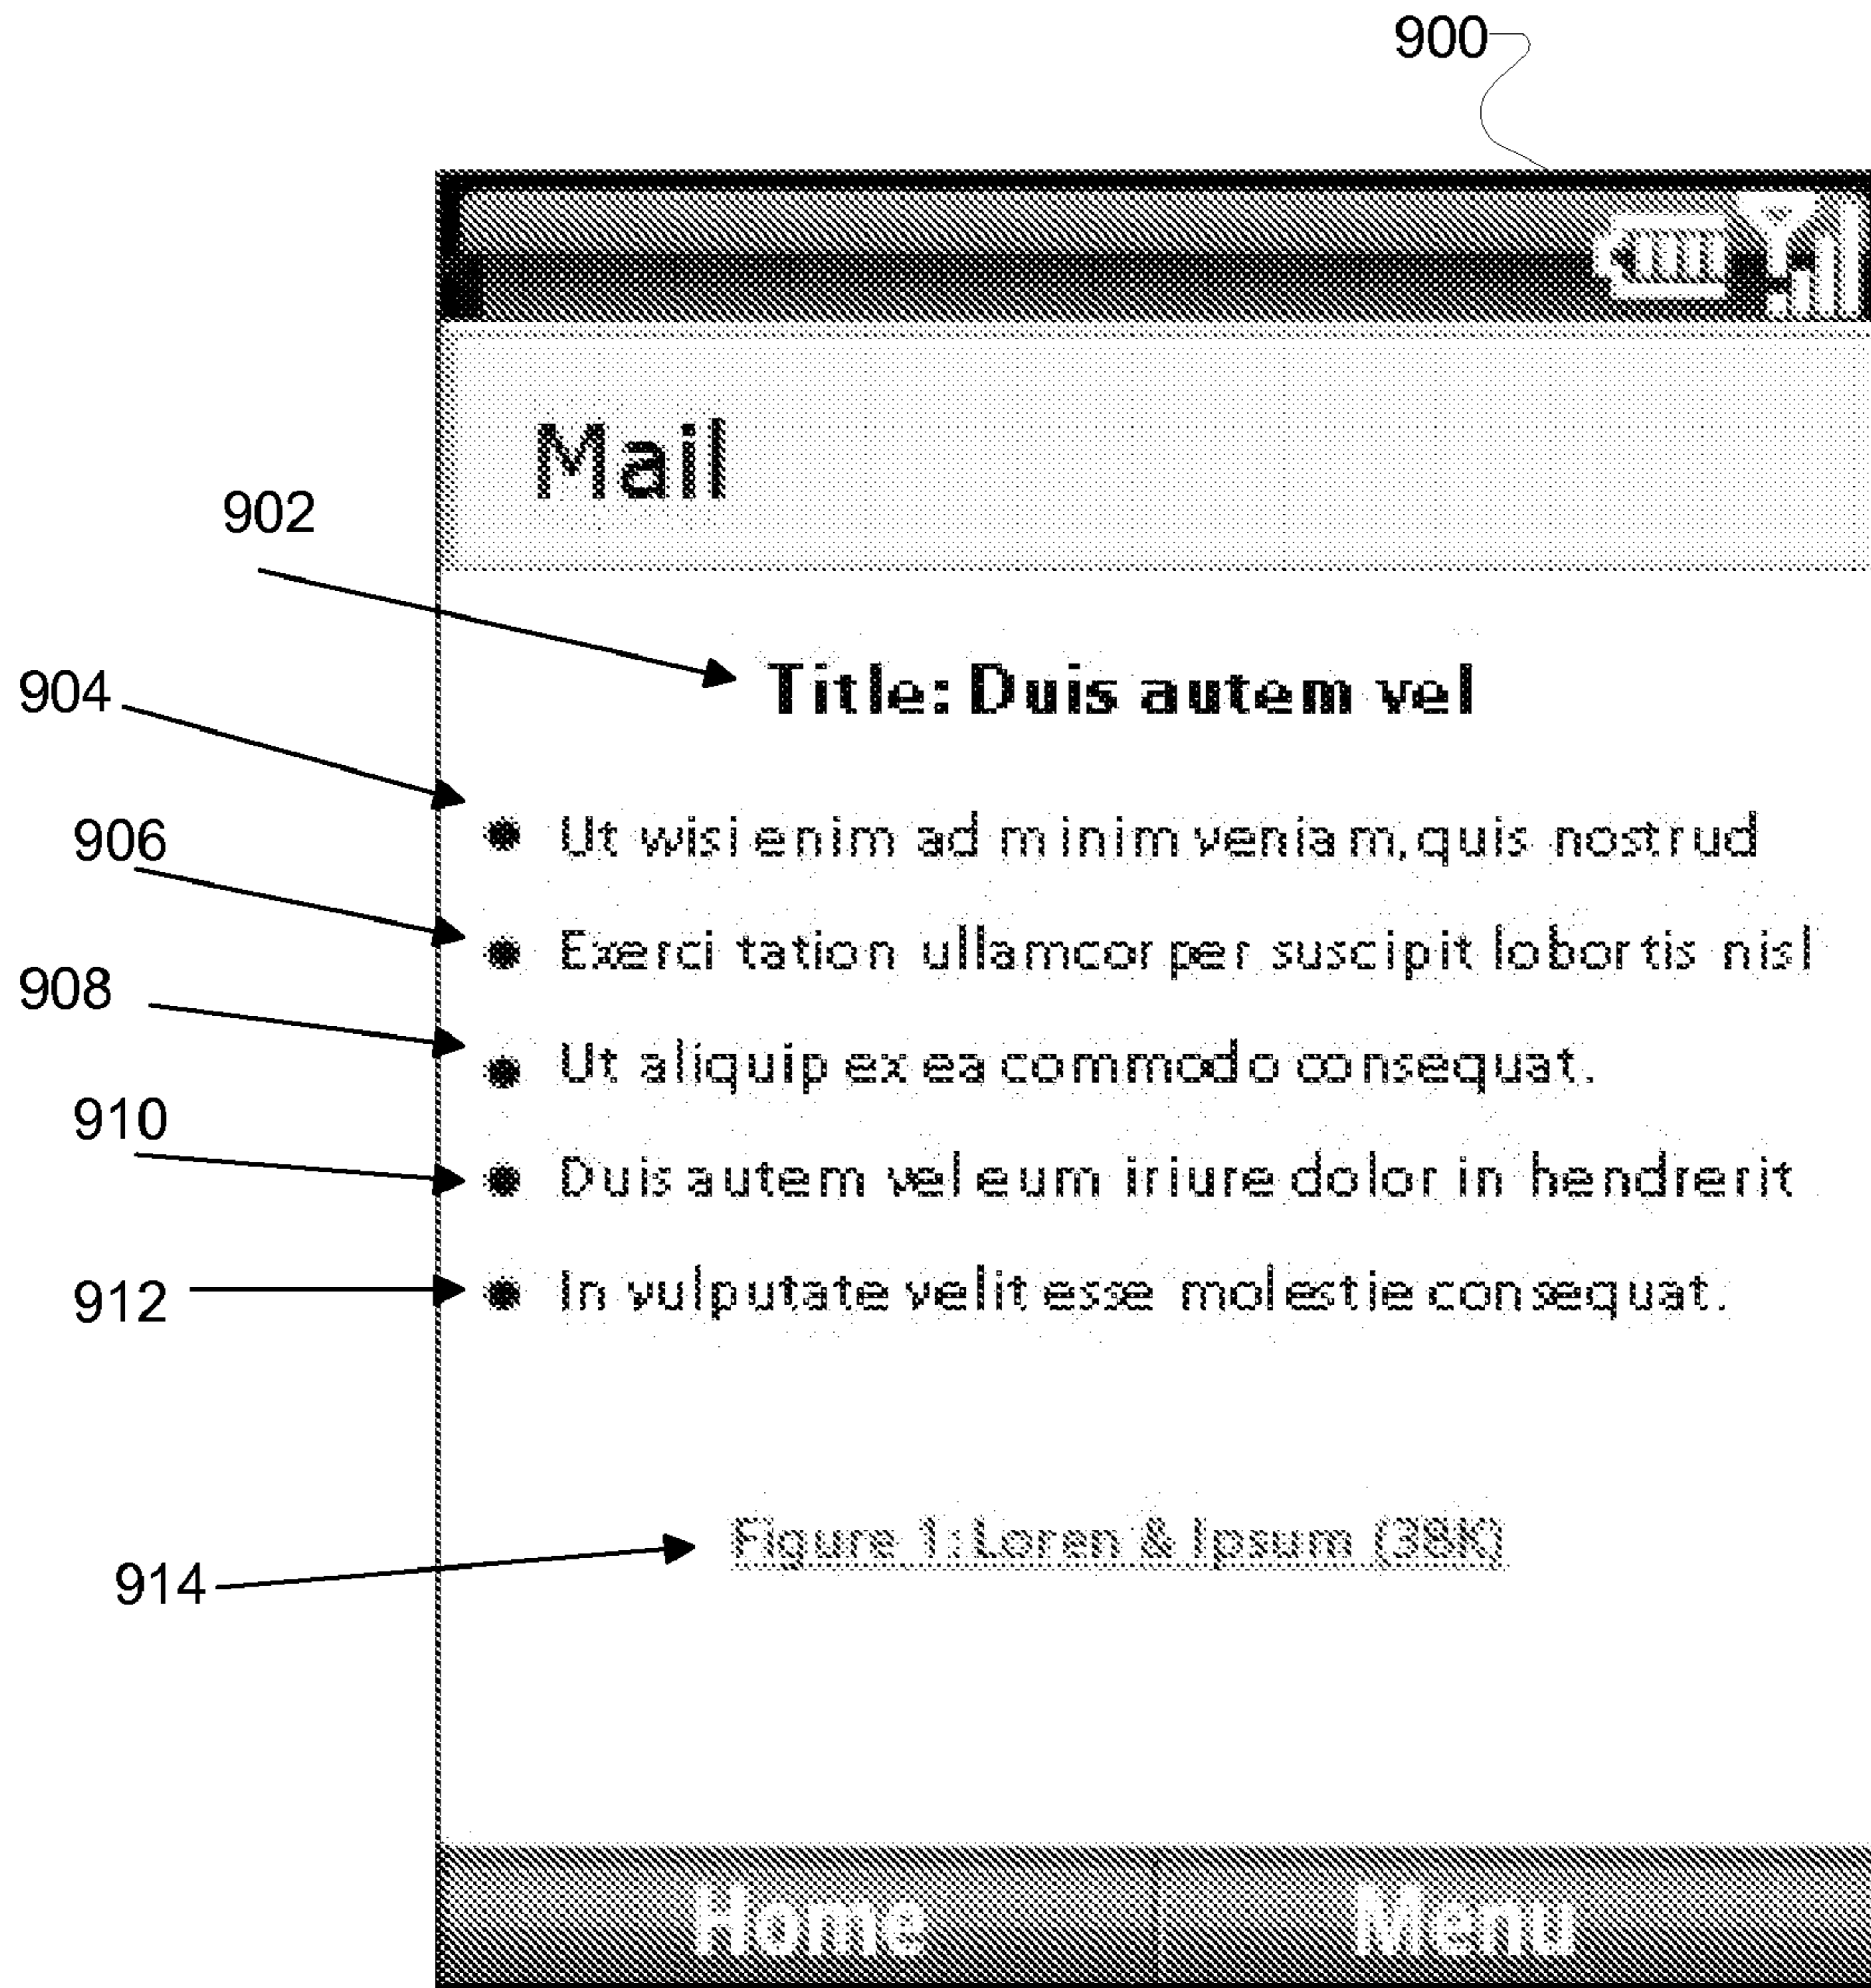 900
Mail
902
Title: Duis autem vel
904
Ut wisi enim ad minim veniam, quis nostrud
906
Exerci tation ullamcorper suscipit lobortis nisl
908
Ut aliquip ex ea commodo consequat.
910
Duis autem vel eum iriure dolor in hendrerit
912
In vulputate velit esse molestie consequat.
Figure 1: Loren & Ipsum (38K)
914
Home Menu